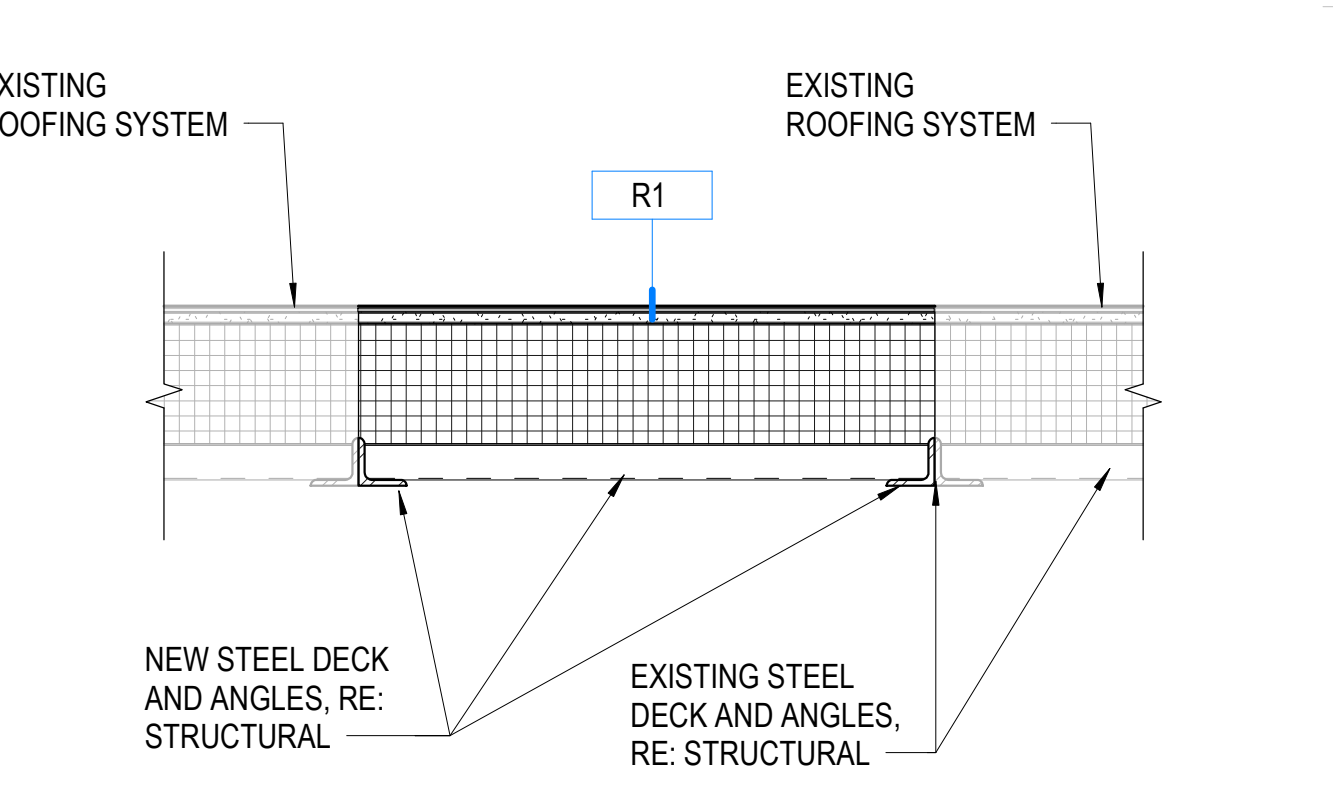 XISTING
OOFING SYSTEM
EXISTING
ROOFING SYSTEM
R1
NEW STEEL DECK
AND ANGLES, RE:
STRUCTURAL
EXISTING STEEL
DECK AND ANGLES,
RE: STRUCTURAL